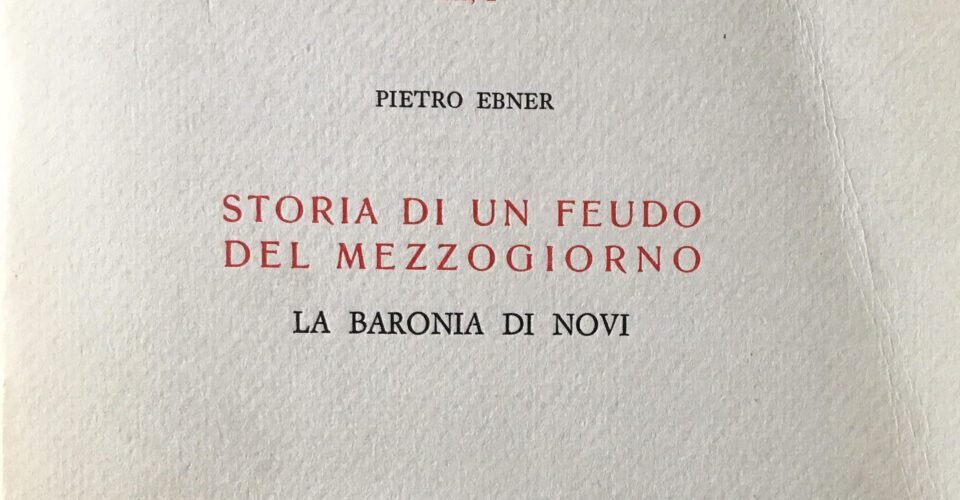 PIETRO EBNER
STORIA DI UN FEUDO
DEL MEZZOGIORNO
LA BARONIA DI NOVI